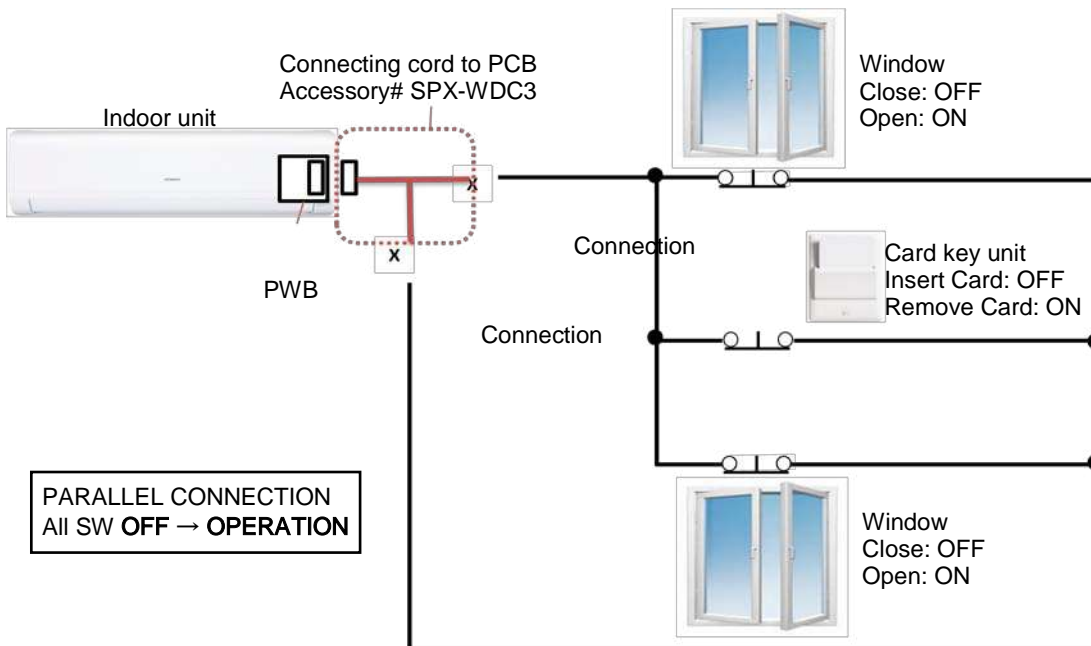 Connecting cord to PCB
Accessory# SPX-WDC3
Indoor unit
Window
Close: OFF
Open: ON
X
X
Connection
Card key unit
Insert Card: OFF
Remove Card: ON
PWB
Connection
PARALLEL CONNECTION
All SW OFF → OPERATION
Window
Close: OFF
Open: ON